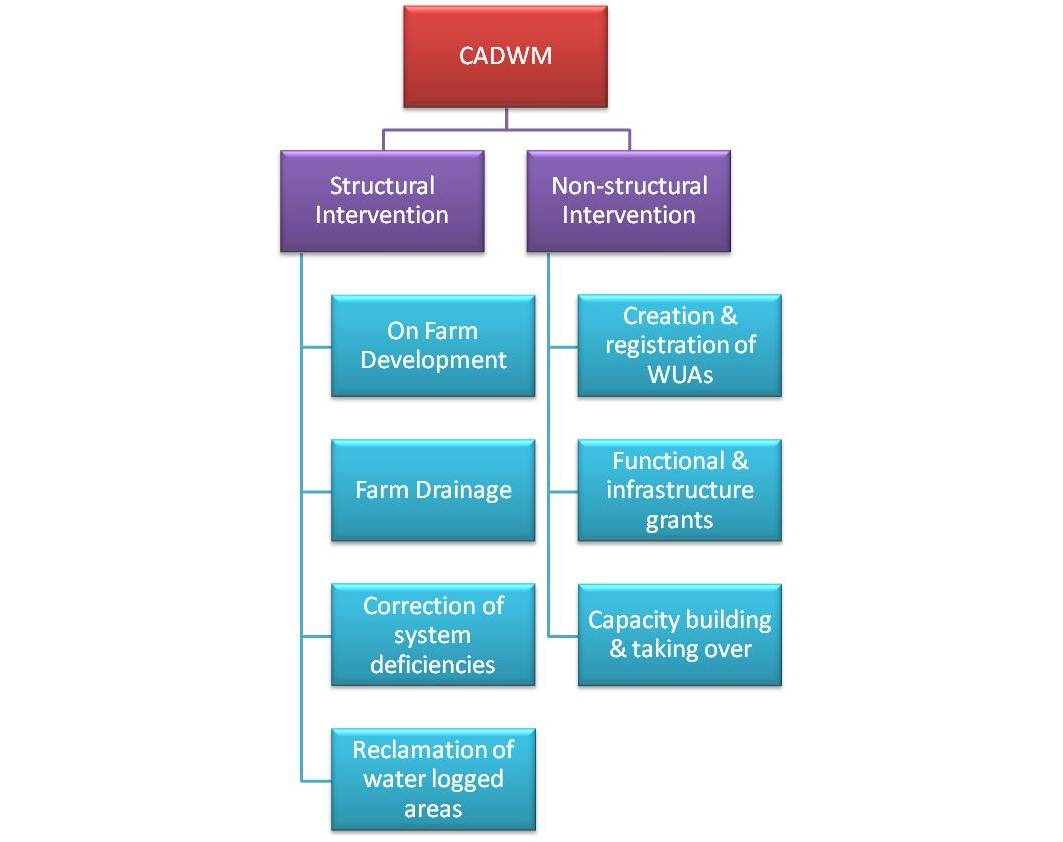 CADWM
Structural
Intervention
Non-structural
Intervention
On Farm
Development
Farm Drainage
Correction of
system
deficiencies
Reclamation of
water logged
areas
Creation &
registration of
WUAs
Functional &
infrastructure
grants
Capacity building
& taking over